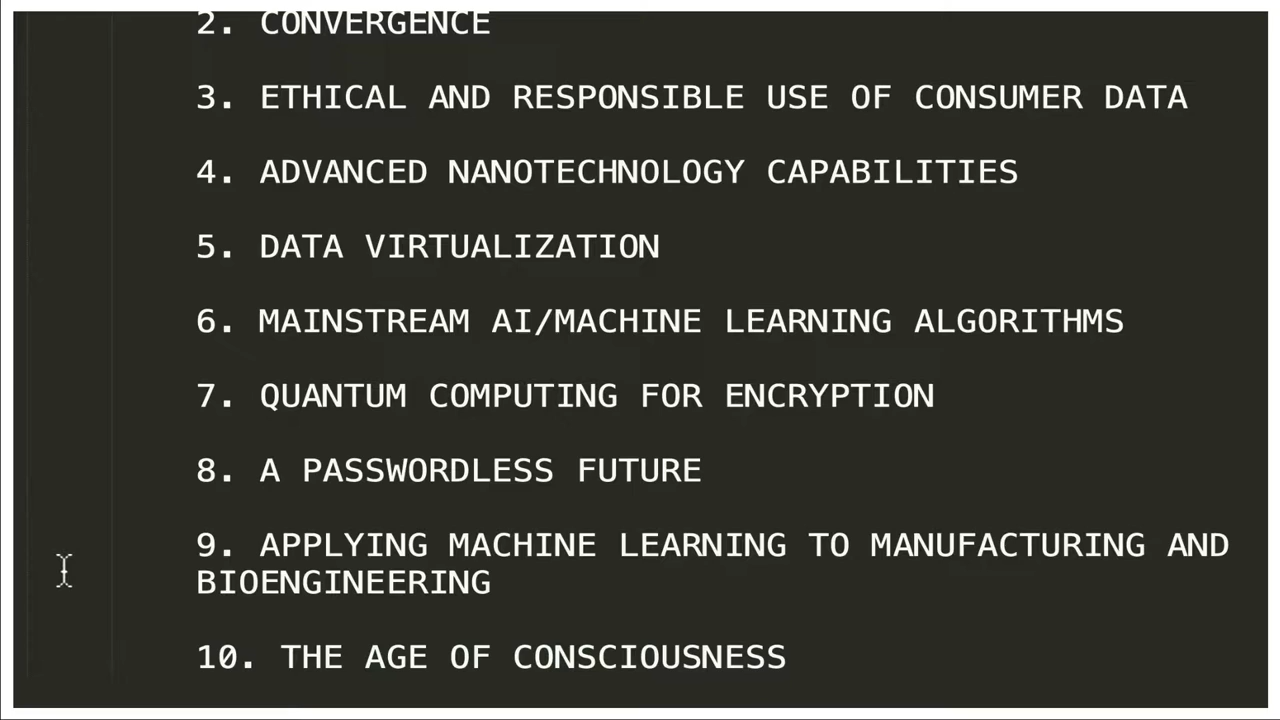 2. CONVERGENCE
3. ETHICAL AND RESPONSIBLE USE OF CONSUMER DATA
4. ADVANCED NANOTECHNOLOGY CAPABILITIES
5. DATA VIRTUALIZATION
6. MAINSTREAM AI/MACHINE LEARNING ALGORITHMS
7. QUANTUM COMPUTING FOR ENCRYPTION
8. A PASSWORDLESS FUTURE
9. APPLYING MACHINE LEARNING TO MANUFACTURING AND
BIOENGINEERING
10. THE AGE OF CONSCIOUSNESS